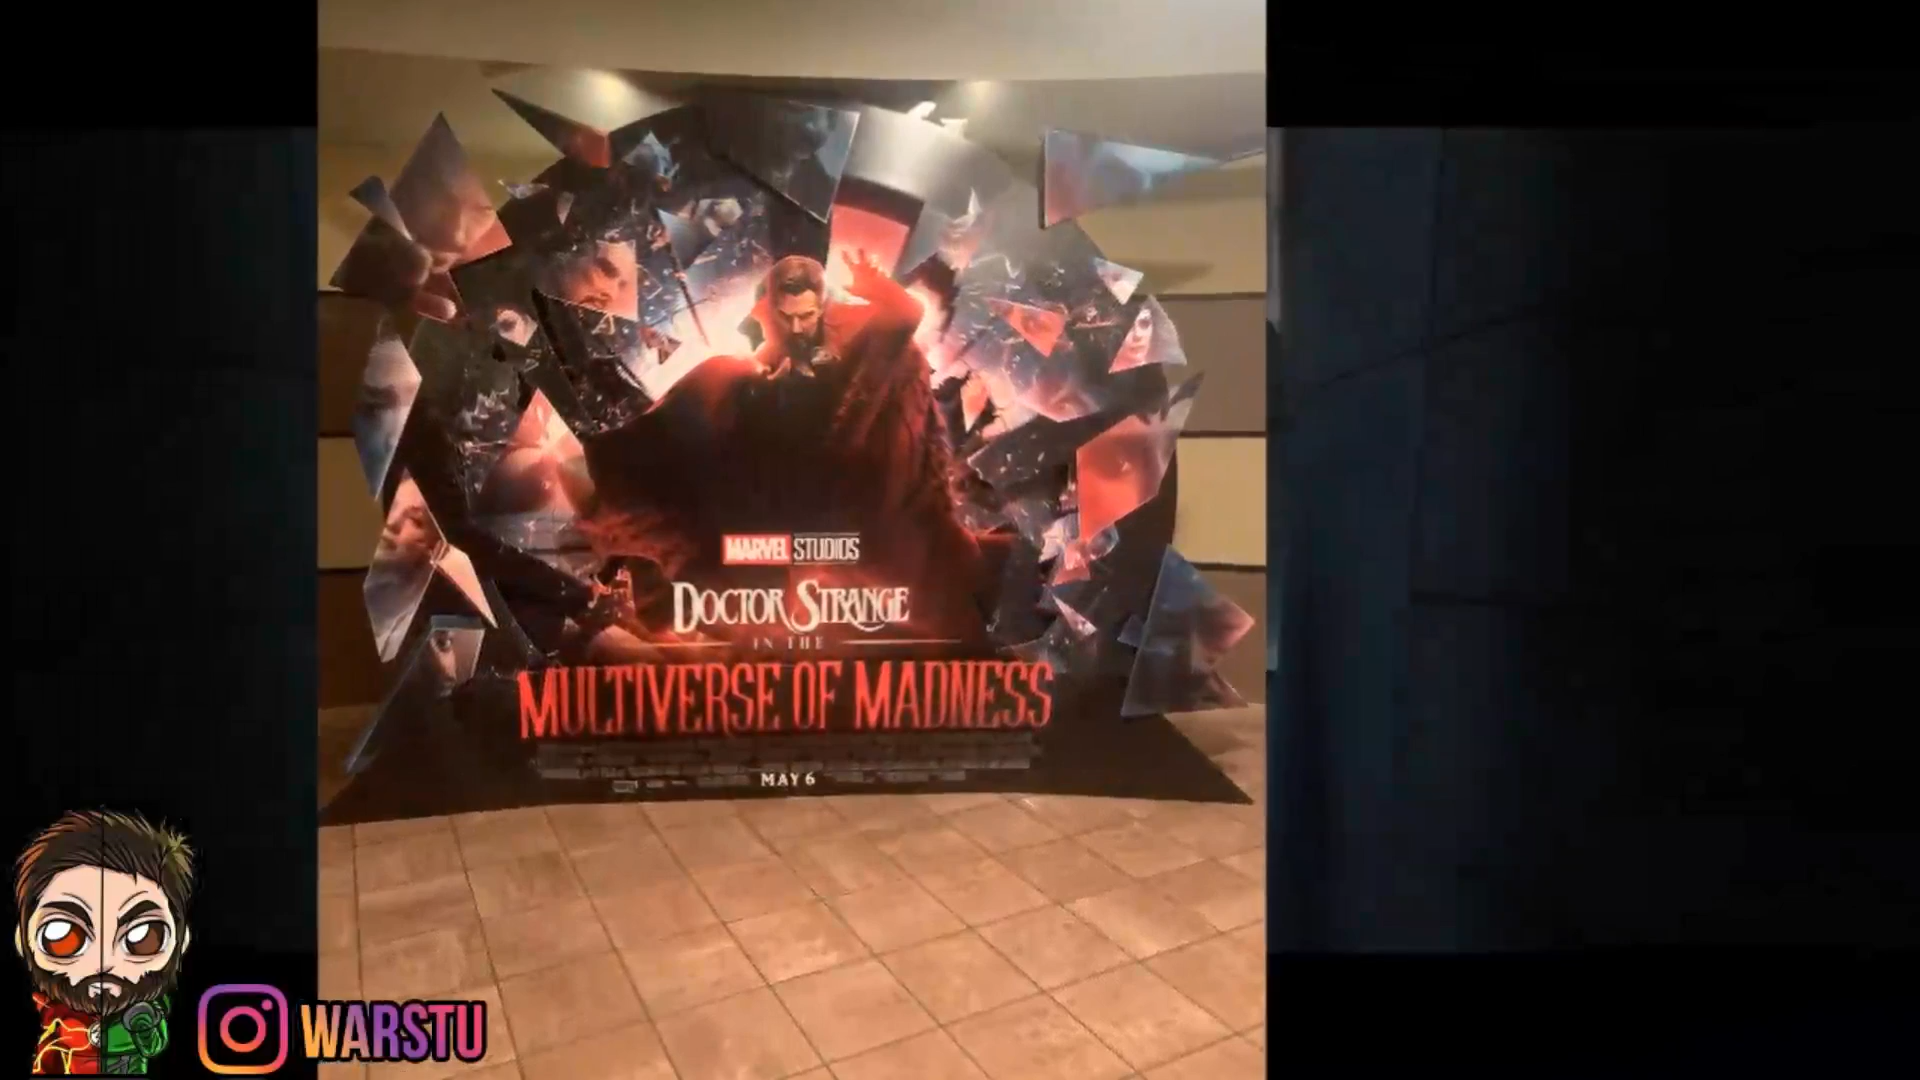 MARVEL STUDIOS
DOCTOR STRANGE
IN THE
MULTIVERSE OF MADNESS
MAY 6
WARSTU